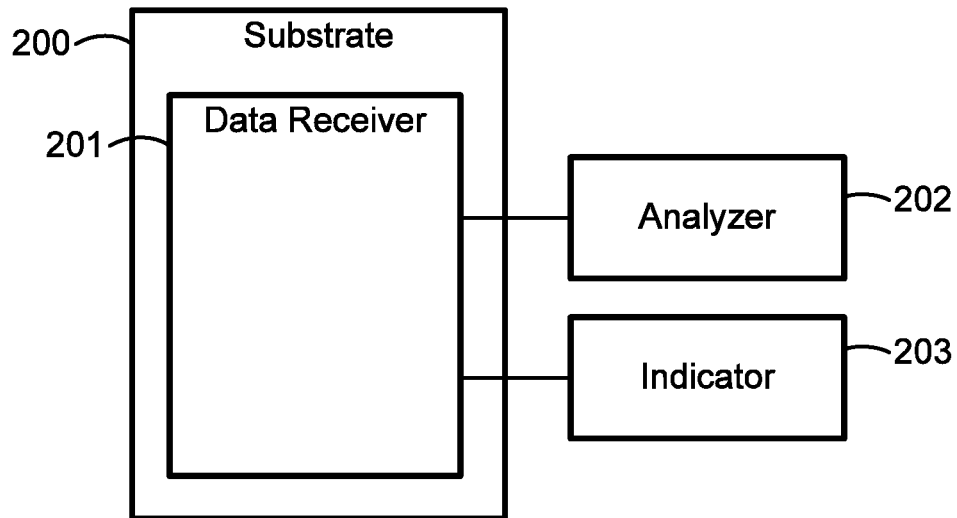 200
Substrate
201
Data Receiver
Analyzer
202
Indicator
203